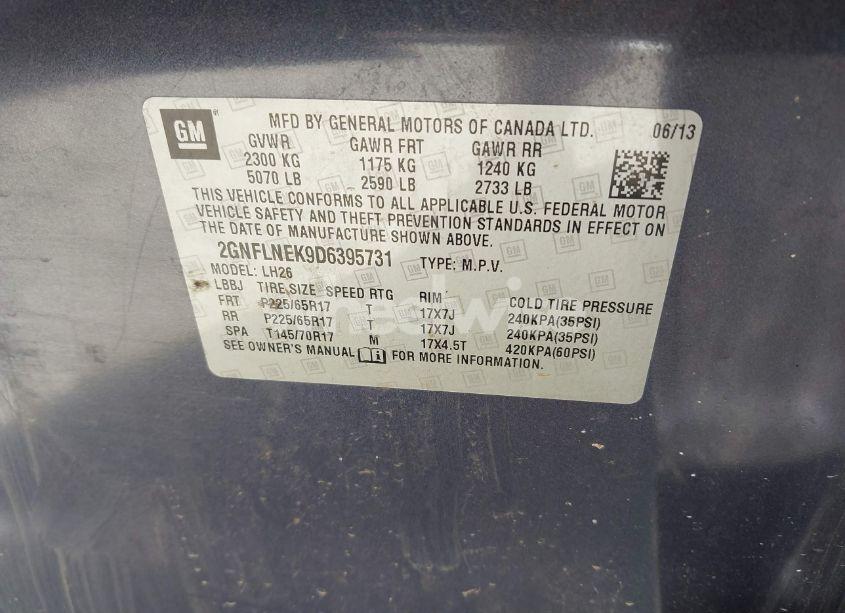 GM
MFD BY GENERAL MOTORS OF CANADA LTD. 06/13
GVWR GAWR FRT GAWR RR
2300 KG 1175 KG 1240 KG
5070 LB 2590 LB 2733 LB
THIS VEHICLE CONFORMS TO ALL APPLICABLE U.S. FEDERAL MOTOR
VEHICLE SAFETY AND THEFT PREVENTION STANDARDS IN EFFECT ON
THE DATE OF MANUFACTURE SHOWN ABOVE.
2GNFLNEK9D6395731 TYPE: M.P.V.
MODEL: LH26
LBBJ TIRE SIZE SPEED RTG RIM COLD TIRE PRESSURE
FRT P225/65R17 T 17X7J 240KPA(35PSI)
RR P225/65R17 T 17X7J 240KPA(35PSI)
SPA T145/70R17 M 17X4.5T 420KPA(60PSI)
SEE OWNER'S MANUAL FOR MORE INFORMATION.